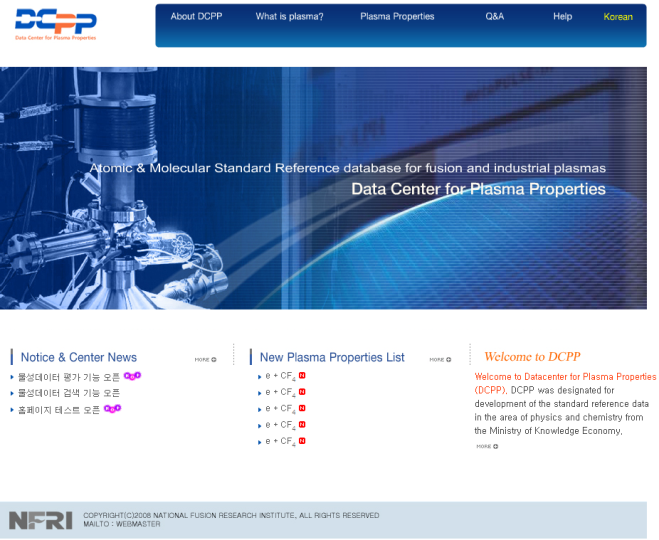 DCPP
Data Center for Plasma Properties
About DCPP What is plasma? Plasma Properties Q&A Help Korean
Atomic & Molecular Standard Reference database for fusion and industrial plasmas
Data Center for Plasma Properties
Notice & Center News MORE
물성데이터 평가 기능 오픈
물성데이터 검색 기능 오픈
홈페이지 테스트 오픈
New Plasma Properties List MORE
e + CF4 N
e + CF4 N
e + CF4 N
e + CF4 N
e + CF4 N
Welcome to DCPP
Welcome to Datacenter for Plasma Properties
(DCPP), DCPP was designated for
development of the standard reference data
in the area of physics and chemistry from
the Ministry of Knowledge Economy,
MORE
NFRI
COPYRIGHT(C)2008 NATIONAL FUSION RESEARCH INSTITUTE., ALL RIGHTS RESERVED
MAILTO : WEBMASTER